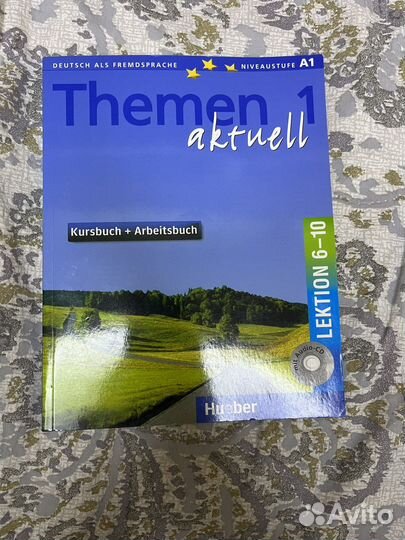 DEUTSCH ALS FREMDSPRACHE
NIVEAUSTUFE A1
Themen 1
aktuell
Kursbuch + Arbeitsbuch
LEKTION 6–10
mit Audio-CD
Hueber
Avito